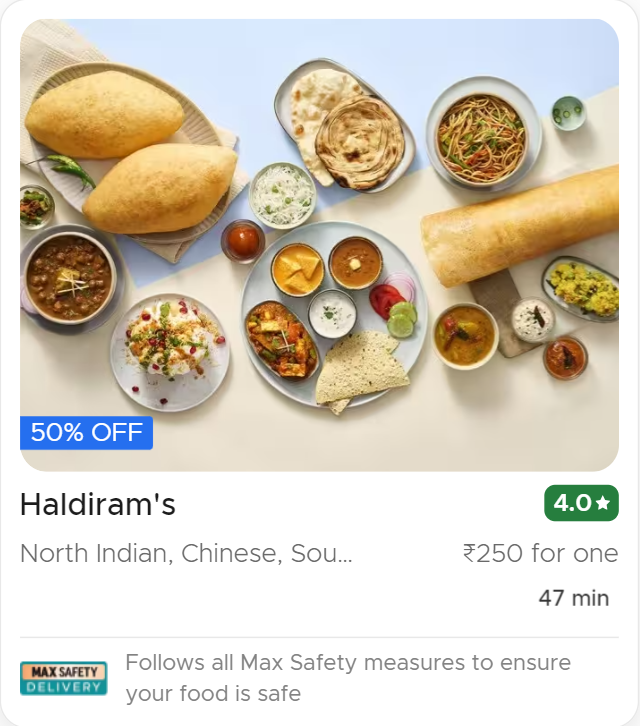 50% OFF
Haldiram's
4.0★
North Indian, Chinese, Sou...
₹250 for one
47 min
MAX SAFETY
DELIVERY
Follows all Max Safety measures to ensure
your food is safe